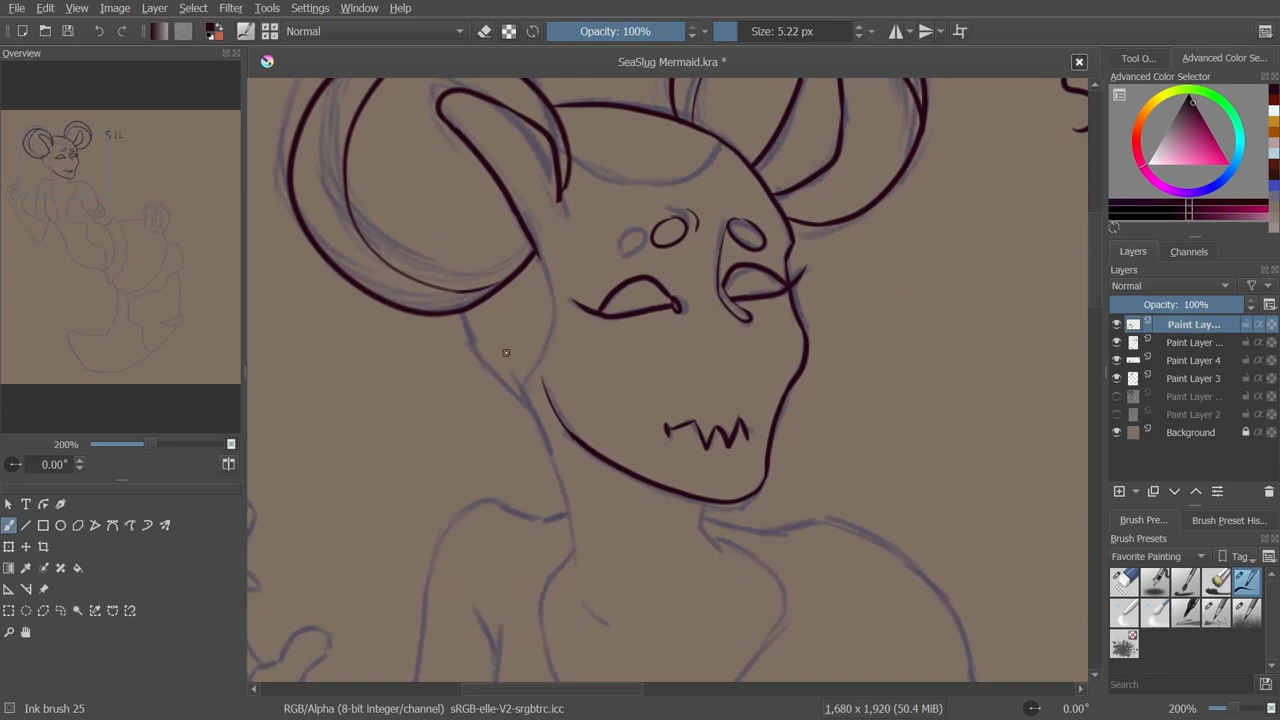 File Edit View Image Layer Select Filter Tools Settings Window Help
Normal
Opacity: 100%
Size: 5.22 px
Overview
SeaSlug Mermaid.kra *
Tool O...
Advanced Color Se...
Advanced Color Selector
Layers
Channels
Layers
Normal
Opacity: 100%
Paint Lay...
Paint Layer ...
Paint Layer 4
Paint Layer 3
Paint Layer ...
Paint Layer 2
Background
200%
0.00°
Brush Pre...
Brush Preset His...
Brush Presets
Favorite Painting
Tag
Search
Ink brush 25
RGB/Alpha (8-bit integer/channel) sRGB-elle-V2-srgbtrc.icc
1,680 x 1,920 (50.4 MiB)
0.00°
200%